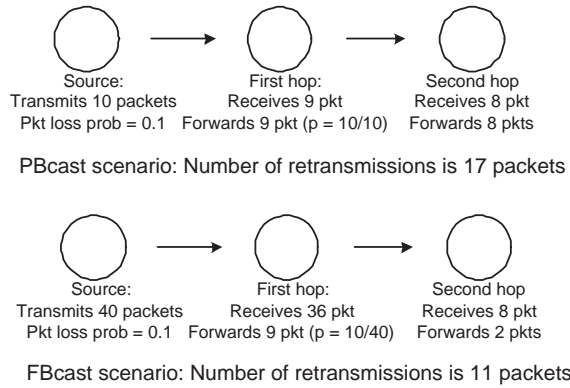 Source:
Transmits 10 packets
Pkt loss prob = 0.1
First hop:
Receives 9 pkt
Forwards 9 pkt (p = 10/10)
Second hop
Receives 8 pkt
Forwards 8 pkts
PBcast scenario: Number of retransmissions is 17 packets
Source:
Transmits 40 packets
Pkt loss prob = 0.1
First hop:
Receives 36 pkt
Forwards 9 pkt (p = 10/40)
Second hop
Receives 8 pkt
Forwards 2 pkts
FBcast scenario: Number of retransmissions is 11 packets